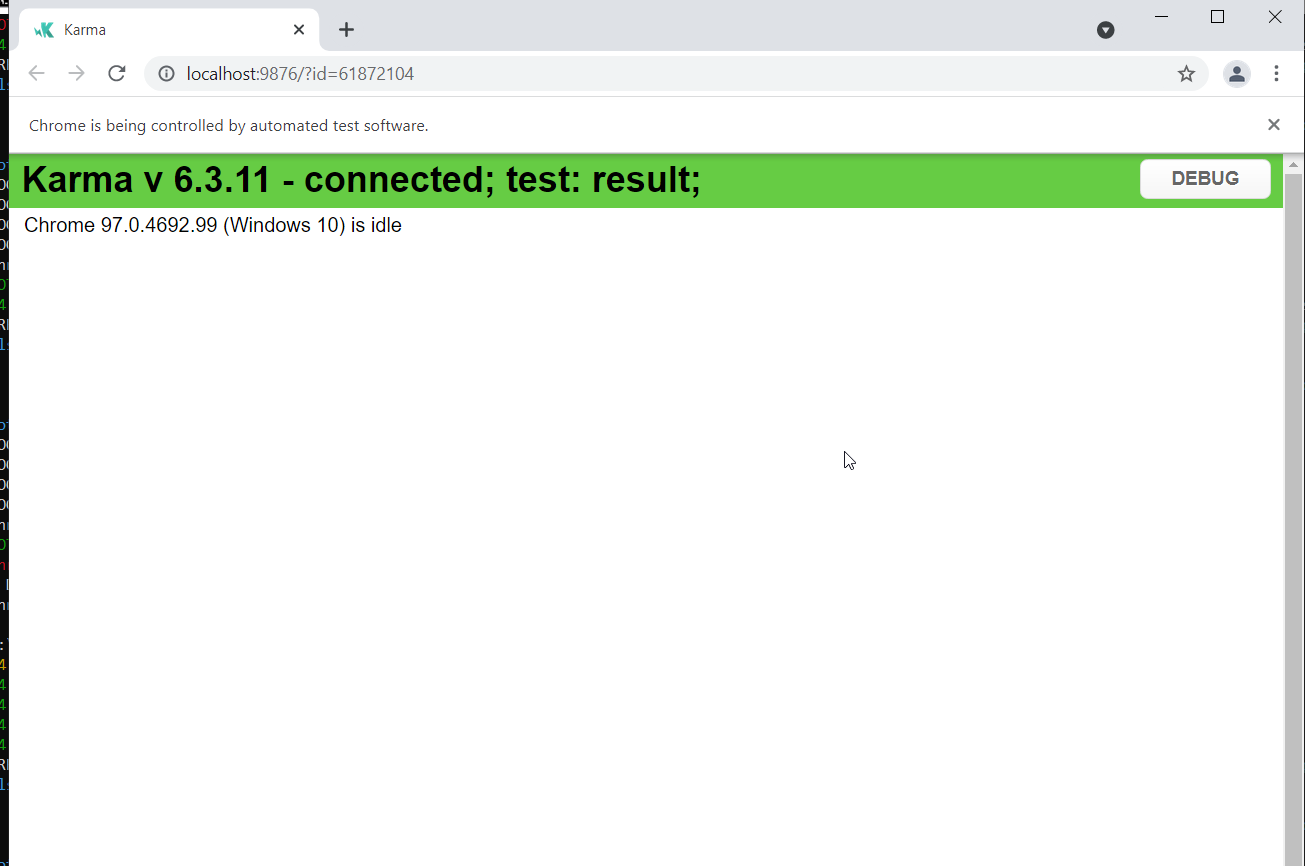 Karma
localhost:9876/?id=61872104
Chrome is being controlled by automated test software.
Karma v 6.3.11 - connected; test: result;
DEBUG
Chrome 97.0.4692.99 (Windows 10) is idle